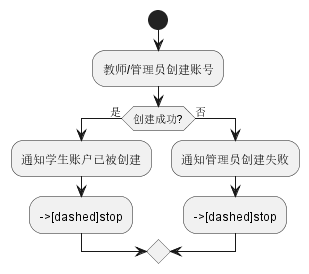 教师/管理员创建账号
是
创建成功?
否
通知学生账户已被创建
通知管理员创建失败
->[dashed]stop
->[dashed]stop